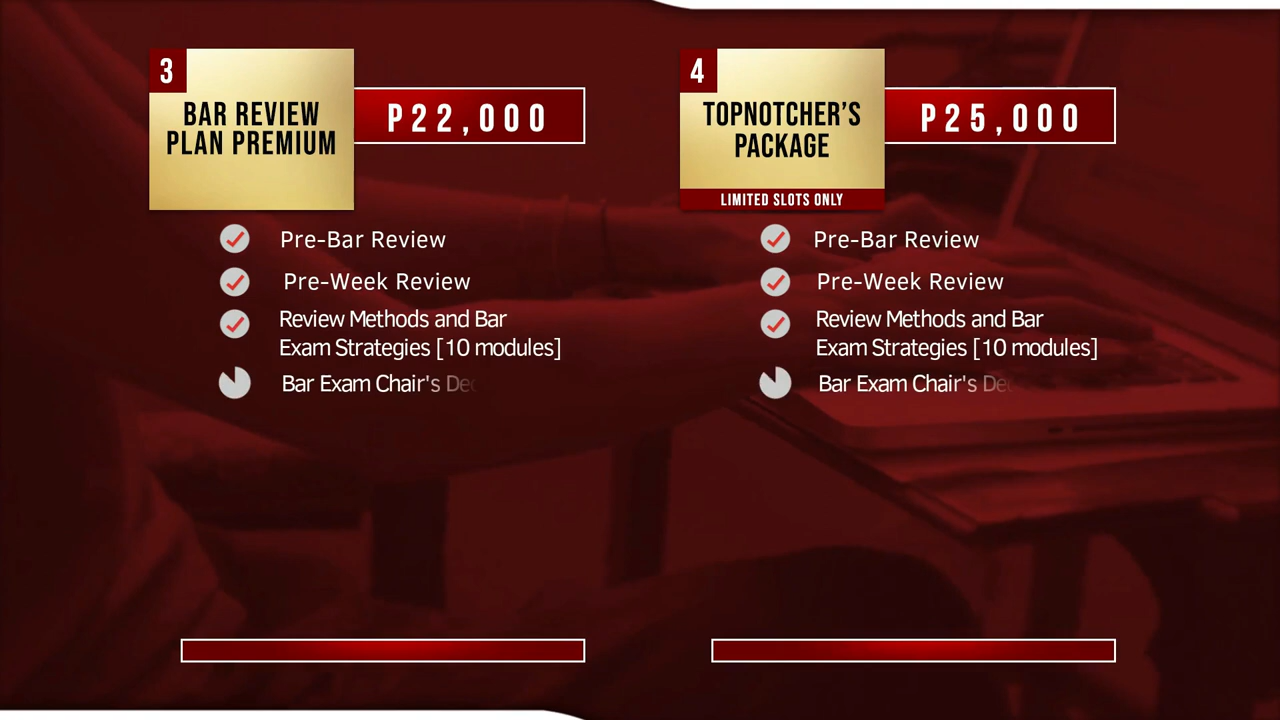 3
BAR REVIEW
PLAN PREMIUM
P22,000
Pre-Bar Review
Pre-Week Review
Review Methods and Bar
Exam Strategies [10 modules]
Bar Exam Chair's
4
TOPNOTCHER'S
PACKAGE
LIMITED SLOTS ONLY
P25,000
Pre-Bar Review
Pre-Week Review
Review Methods and Bar
Exam Strategies [10 modules]
Bar Exam Chair's